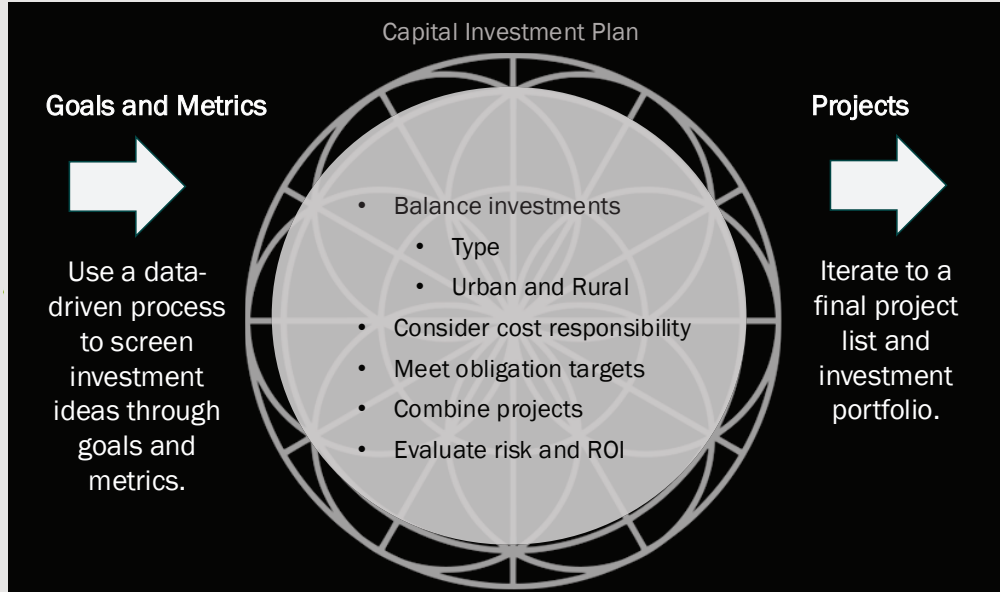 Capital Investment Plan
Goals and Metrics
Use a data-
driven process
to screen
investment
ideas through
goals and
metrics.
• Balance investments
• Type
• Urban and Rural
• Consider cost responsibility
• Meet obligation targets
• Combine projects
• Evaluate risk and ROI
Projects
Iterate to a
final project
list and
investment
portfolio.